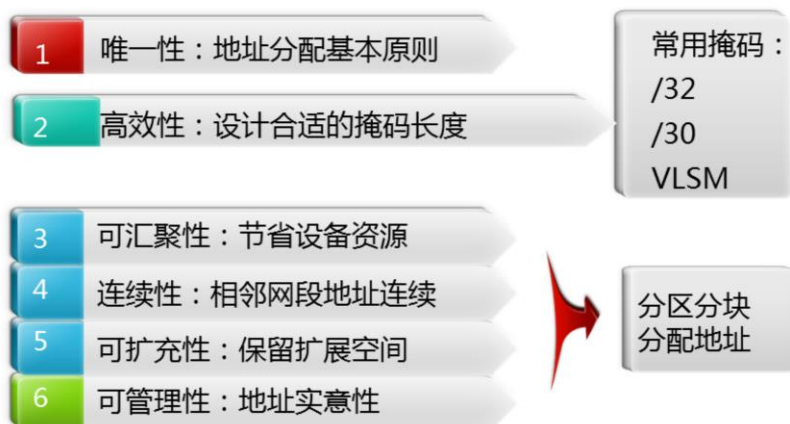 1 唯一性：地址分配基本原则
2 高效性：设计合适的掩码长度
常用掩码：
/32
/30
VLSM
3 可汇聚性：节省设备资源
4 连续性：相邻网段地址连续
5 可扩充性：保留扩展空间
6 可管理性：地址实意性
分区分块
分配地址